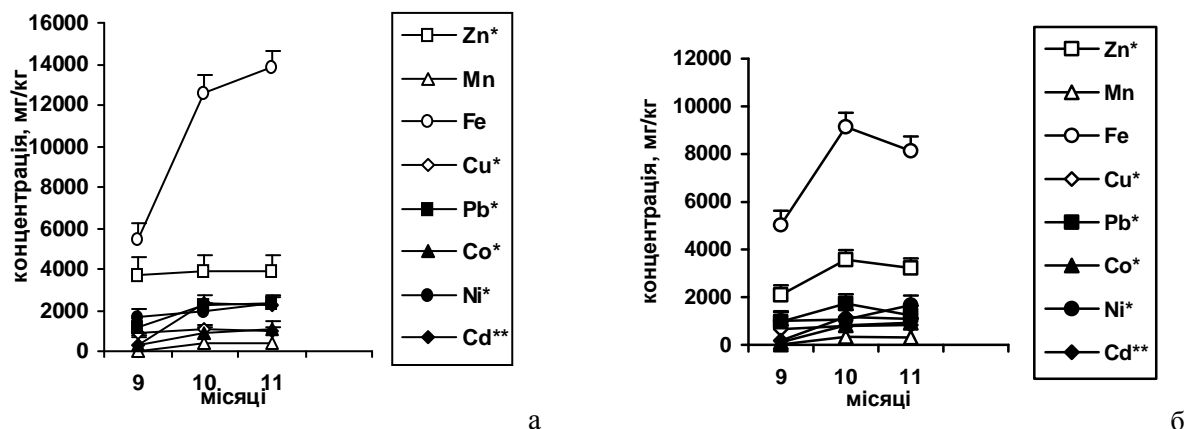 16000
14000
12000
10000
8000
6000
4000
2000
0
концентрація, мг/кг
9 10 11
місяці
Zn*
Mn
Fe
Cu*
Pb*
Co*
Ni*
Cd**
а
12000
10000
8000
6000
4000
2000
0
концентрація, мг/кг
9 10 11
місяці
Zn*
Mn
Fe
Cu*
Pb*
Co*
Ni*
Cd**
б